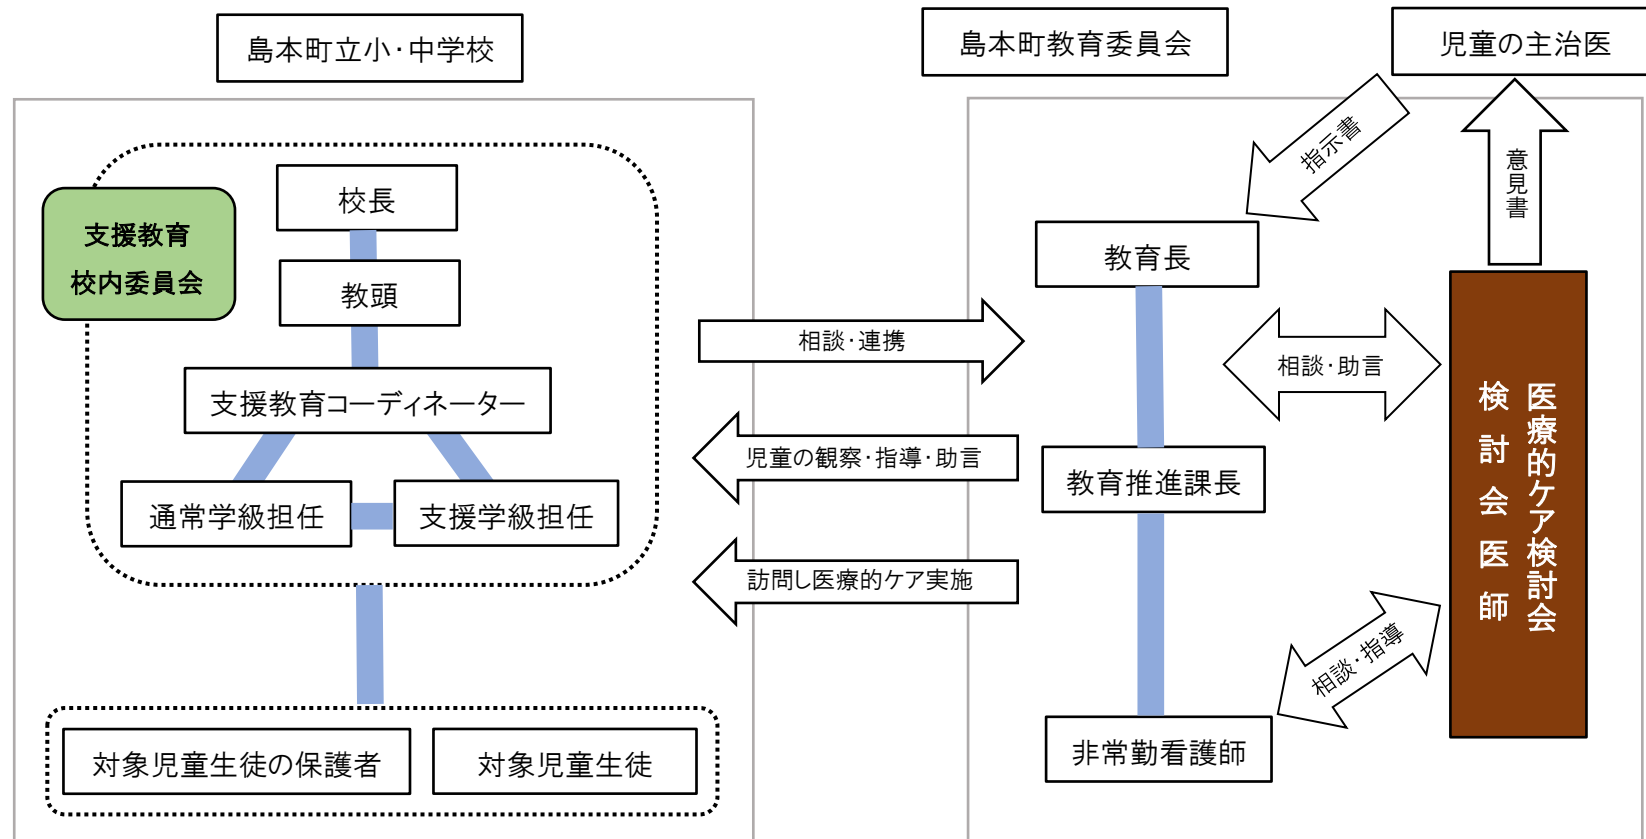 島本町立小・中学校
島本町教育委員会
児童の主治医
支援教育
校内委員会
校長
教頭
支援教育コーディネーター
通常学級担任
支援学級担任
対象児童生徒の保護者
対象児童生徒
相談・連携
児童の観察・指導・助言
訪問し医療的ケア実施
指示書
意見書
教育長
相談・助言
教育推進課長
相談・指導
非常勤看護師
医療的ケア検討会
検討会医師